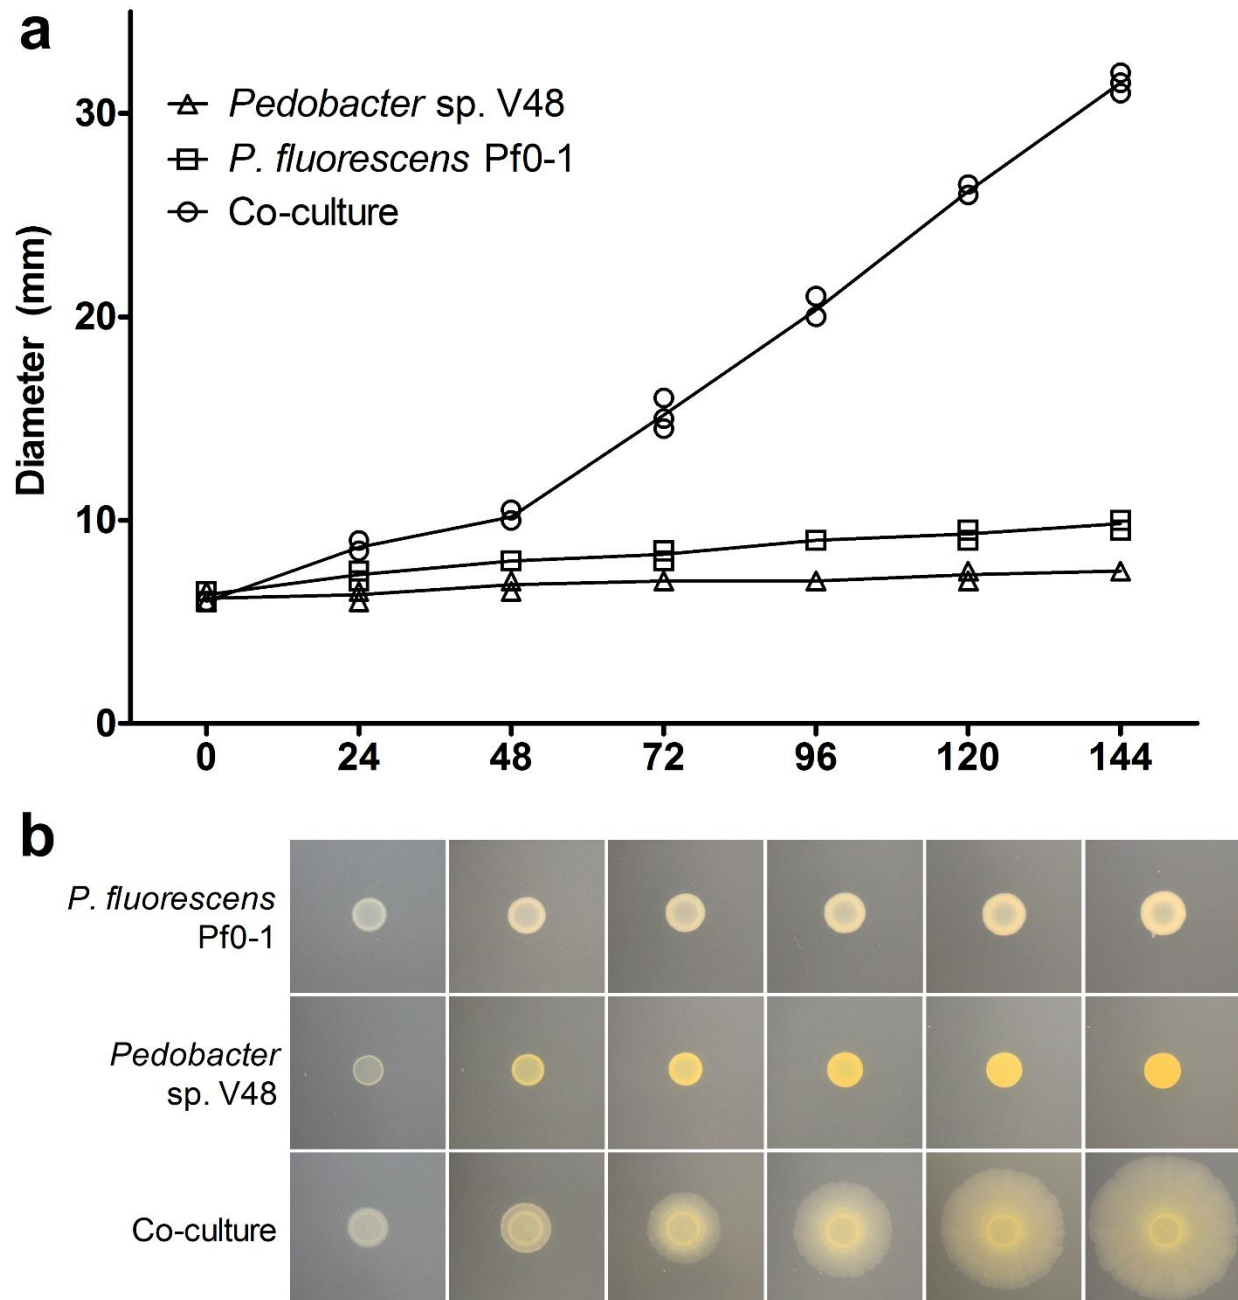 a
Pedobacter sp. V48
P. fluorescens Pf0-1
Co-culture
Diameter (mm)
30
20
10
0
0 24 48 72 96 120 144
b
P. fluorescens
Pf0-1
Pedobacter
sp. V48
Co-culture